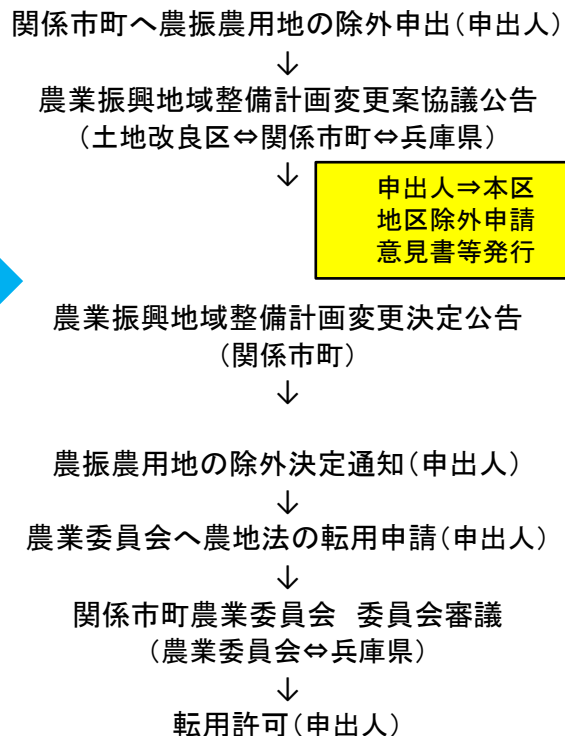 関係市町へ農振農用地の除外申出(申出人)
↓
農業振興地域整備計画変更案協議公告
(土地改良区⇔関係市町⇔兵庫県)
↓
申出人⇒本区
地区除外申請
意見書等発行
農業振興地域整備計画変更決定公告
(関係市町)
↓
農振農用地の除外決定通知(申出人)
↓
農業委員会へ農地法の転用申請(申出人)
↓
関係市町農業委員会 委員会審議
(農業委員会⇔兵庫県)
↓
転用許可(申出人)